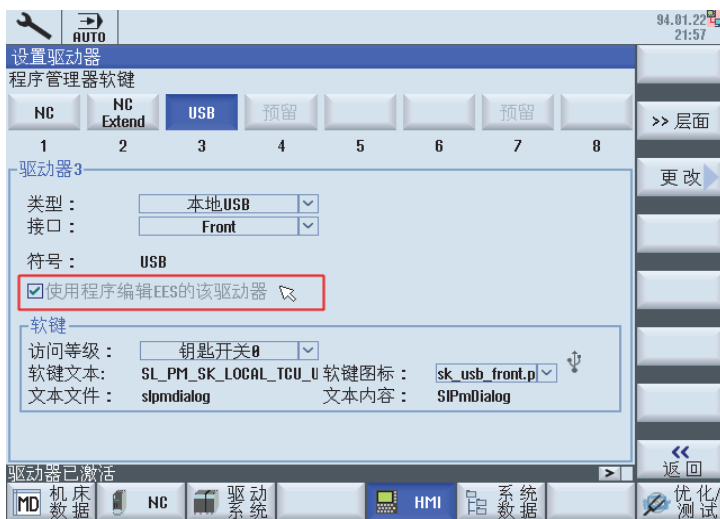 AUTO
94.01.22
21:57
设置驱动器
程序管理器软键
NC
NC Extend
USB
预留
预留
>> 层面
1 2 3 4 5 6 7 8
驱动器3
更改
类型： 本地USB
接口： Front
符号： USB
使用程序编辑EES的该驱动器
软键
访问等级： 钥匙开关0
软键文本: SL_PM_SK_LOCAL_TCU_U 软键图标： sk_usb_front.p
文本文件： slpmdialog 文本内容： SlPmDialog
<<
返回
驱动器已激活
MD 机床数据
NC
驱动系统
HMI
系统数据
优化/测试